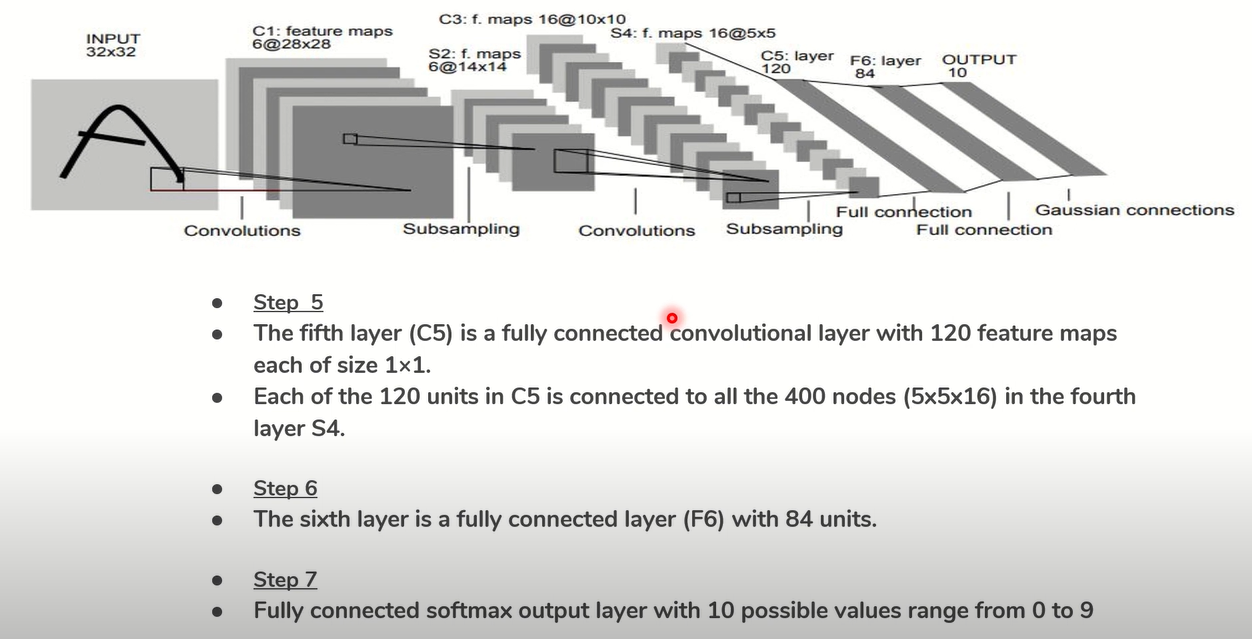 INPUT
32x32
C1: feature maps
6@28x28
S2: f. maps
6@14x14
C3: f. maps 16@10x10
S4: f. maps 16@5x5
C5: layer
120
F6: layer
84
OUTPUT
10
Convolutions
Subsampling
Convolutions
Subsampling
Full connection
Full connection
Gaussian connections
● Step 5
● The fifth layer (C5) is a fully connected convolutional layer with 120 feature maps
each of size 1×1.
● Each of the 120 units in C5 is connected to all the 400 nodes (5x5x16) in the fourth
layer S4.
● Step 6
● The sixth layer is a fully connected layer (F6) with 84 units.
● Step 7
● Fully connected softmax output layer with 10 possible values range from 0 to 9